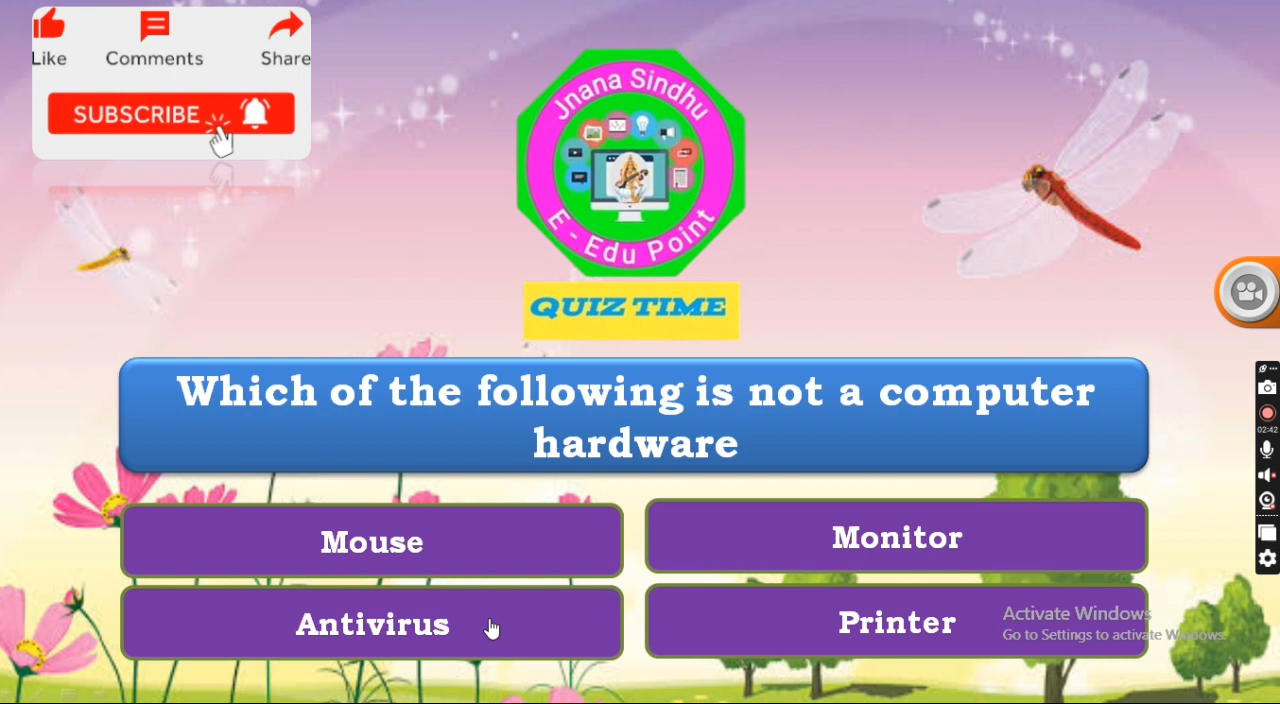 Like Comments Share
SUBSCRIBE
Jnana Sindhu
E - Edu Point
QUIZ TIME
Which of the following is not a computer
hardware
Mouse
Monitor
Antivirus
Printer
Activate Windows
Go to Settings to activate Windows.
02:42